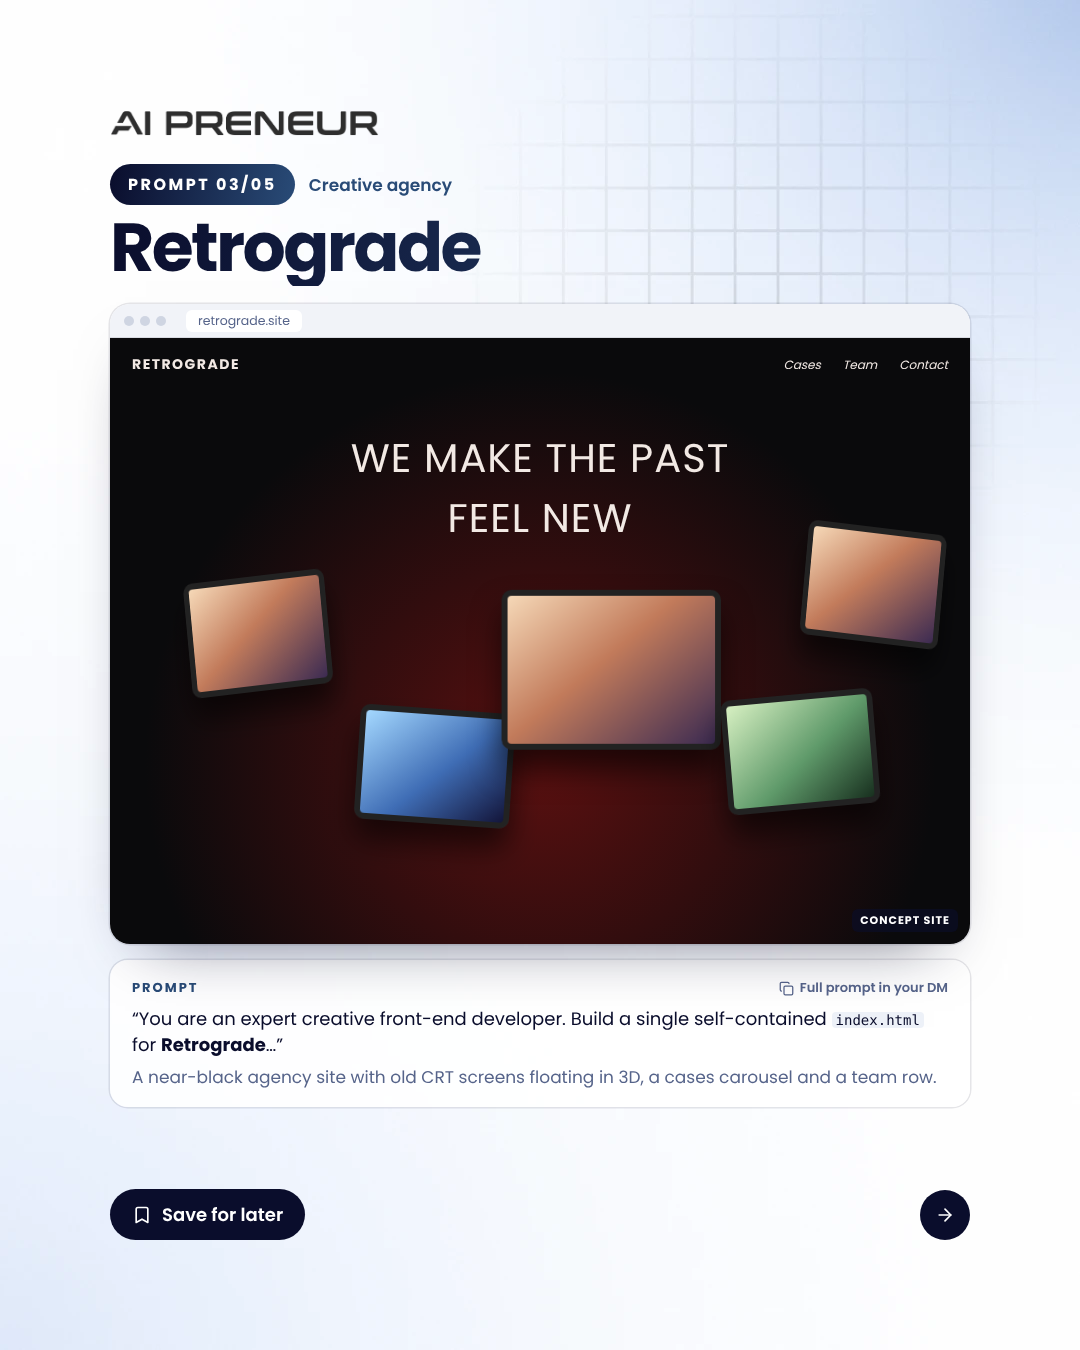 AI PRENEUR
PROMPT 03/05
Creative agency
Retrograde
retrograde.site
RETROGRADE
Cases Team Contact
WE MAKE THE PAST
FEEL NEW
CONCEPT SITE
PROMPT
Full prompt in your DM
“You are an expert creative front-end developer. Build a single self-contained index.html
for Retrograde…”
A near-black agency site with old CRT screens floating in 3D, a cases carousel and a team row.
Save for later